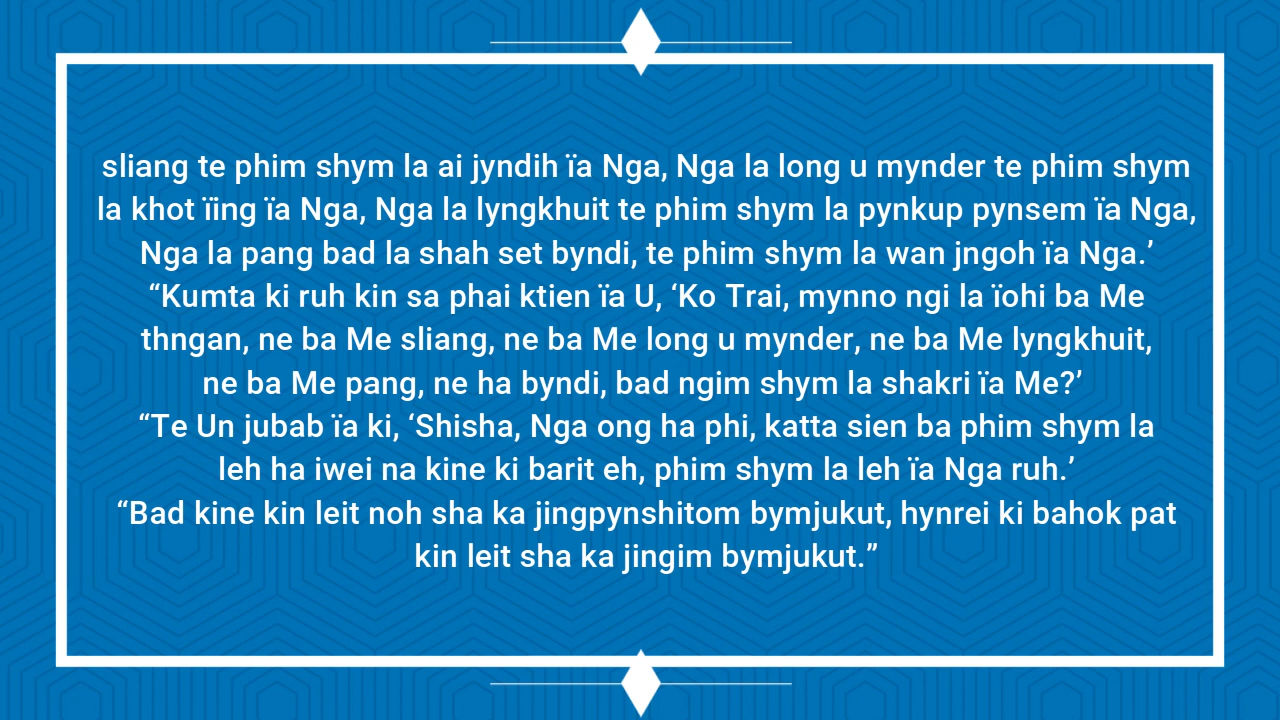 sliang te phim shym la ai jyndih ïa Nga, Nga la long u mynder te phim shym
la khot ïing ïa Nga, Nga la lyngkhuit te phim shym la pynkup pynsem ïa Nga,
Nga la pang bad la shah set byndi, te phim shym la wan jngoh ïa Nga.’
“Kumta ki ruh kin sa phai ktien ïa U, ‘Ko Trai, mynno ngi la ïohi ba Me
thngan, ne ba Me sliang, ne ba Me long u mynder, ne ba Me lyngkhuit,
ne ba Me pang, ne ha byndi, bad ngim shym la shakri ïa Me?’
“Te Un jubab ïa ki, ‘Shisha, Nga ong ha phi, katta sien ba phim shym la
leh ha iwei na kine ki barit eh, phim shym la leh ïa Nga ruh.’
“Bad kine kin leit noh sha ka jingpynshitom bymjukut, hynrei ki bahok pat
kin leit sha ka jingim bymjukut.”